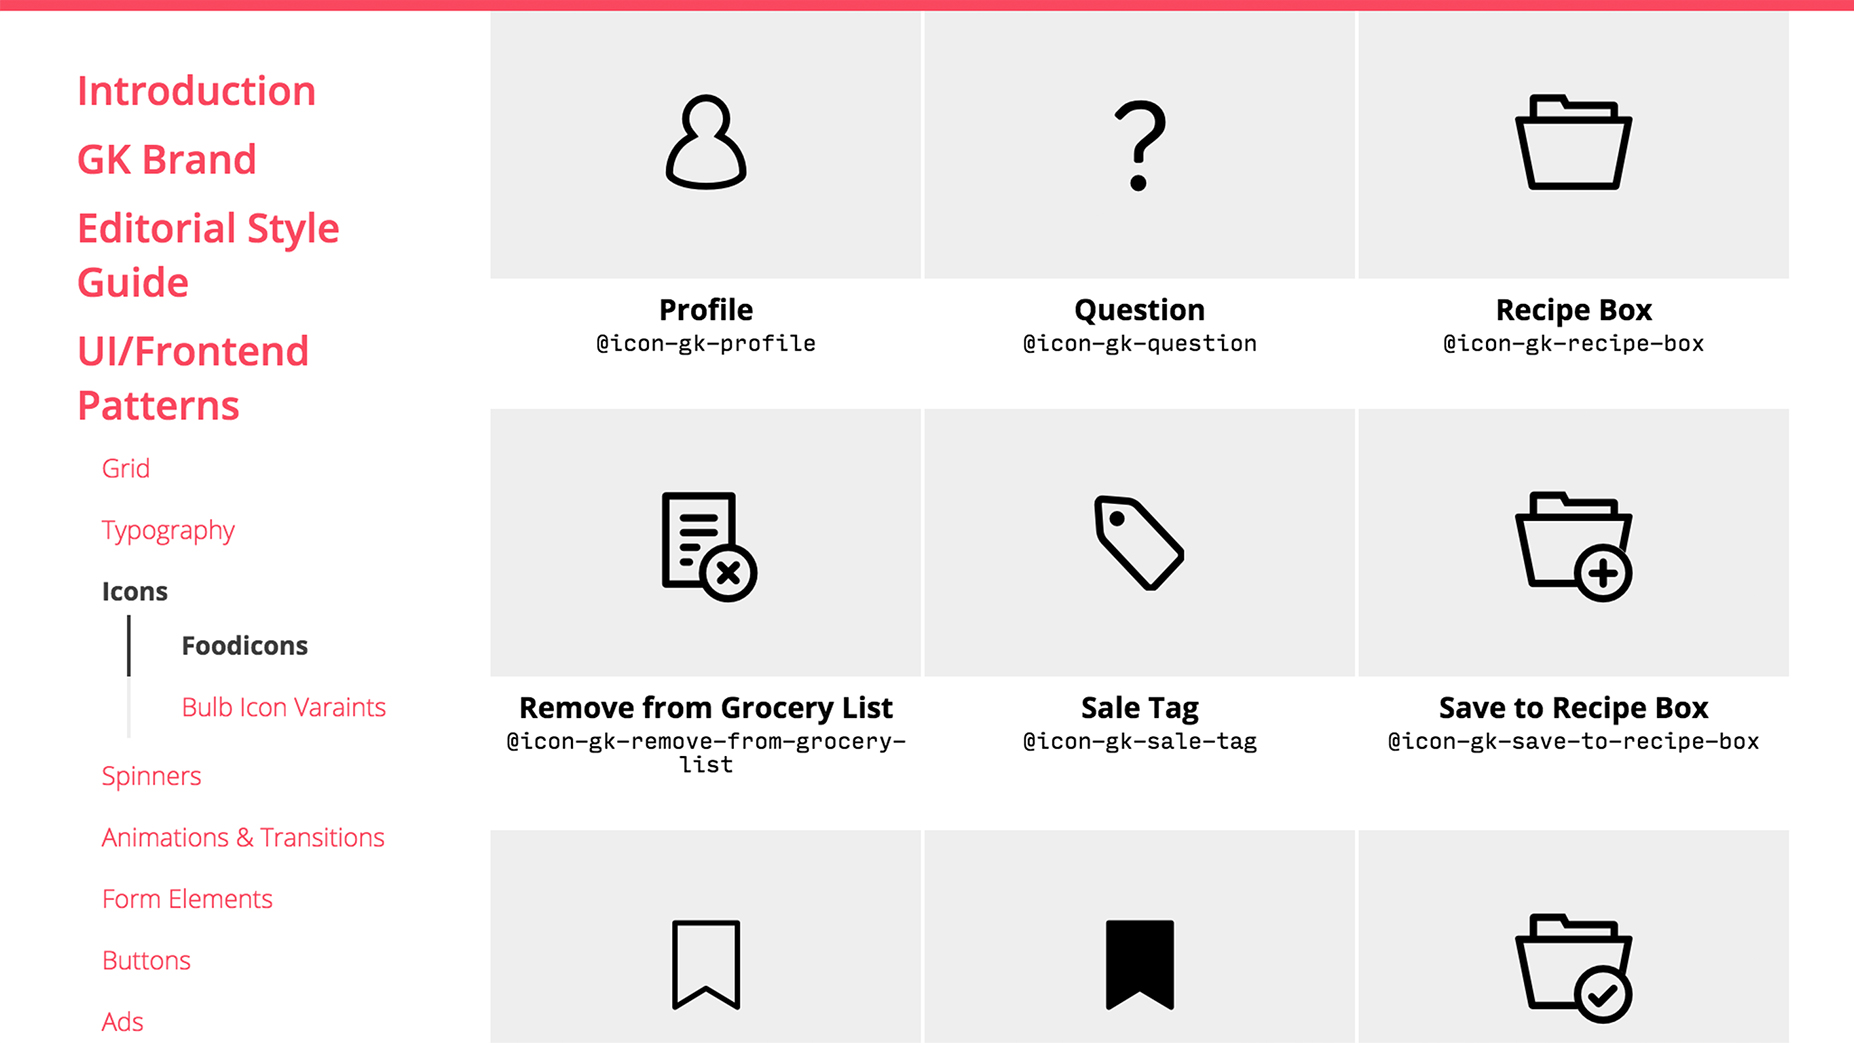 Introduction
GK Brand
Editorial Style
Guide
UI/Frontend
Patterns
Grid
Typography
Icons
Foodicons
Bulb Icon Varaints
Spinners
Animations & Transitions
Form Elements
Buttons
Ads
Profile
@icon-gk-profile
Question
@icon-gk-question
Recipe Box
@icon-gk-recipe-box
Remove from Grocery List
@icon-gk-remove-from-grocery-
list
Sale Tag
@icon-gk-sale-tag
Save to Recipe Box
@icon-gk-save-to-recipe-box